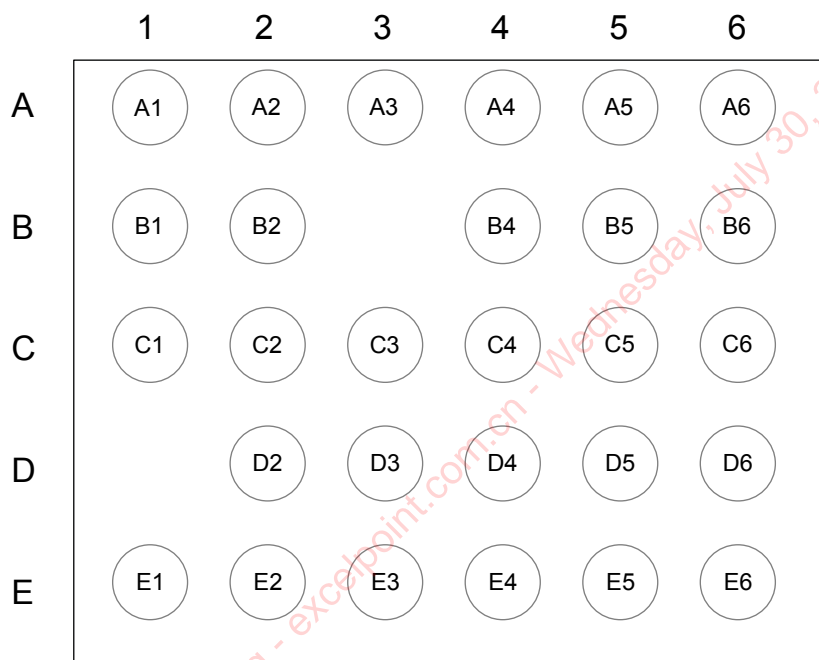 1 2 3 4 5 6
A A1 A2 A3 A4 A5 A6
B B1 B2 B4 B5 B6
C C1 C2 C3 C4 C5 C6
D D2 D3 D4 D5 D6
E E1 E2 E3 E4 E5 E6
- excelpoint.com.cn - Wednesday, July 30,